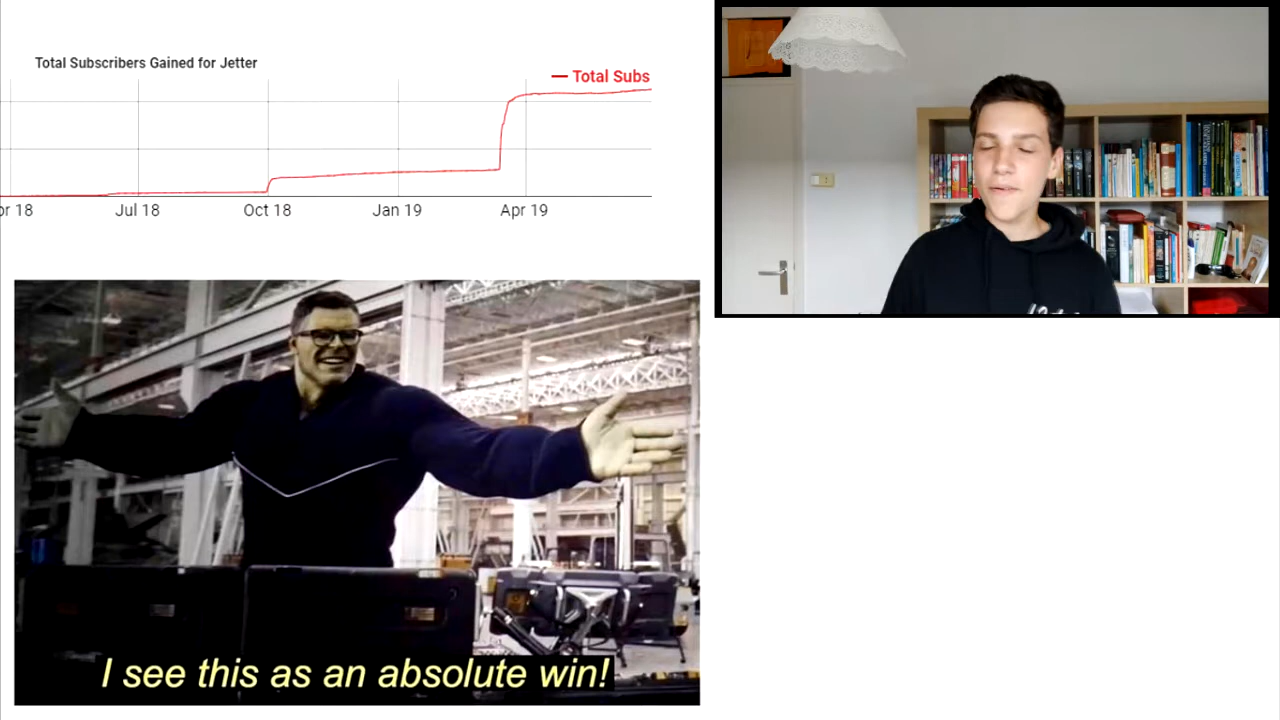 Total Subscribers Gained for Jetter
Total Subs
pr 18 Jul 18 Oct 18 Jan 19 Apr 19
I see this as an absolute win!